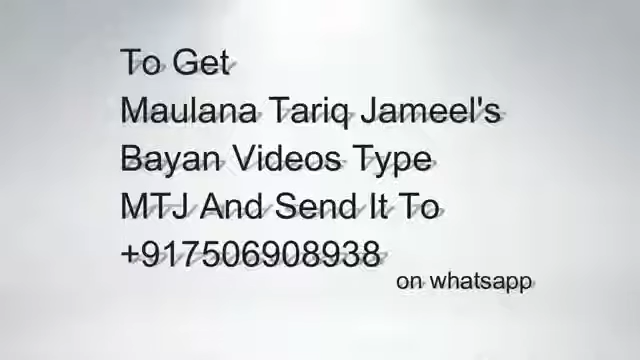 To Get
Maulana Tariq Jameel's
Bayan Videos Type
MTJ And Send It To
+917506908938
on whatsapp